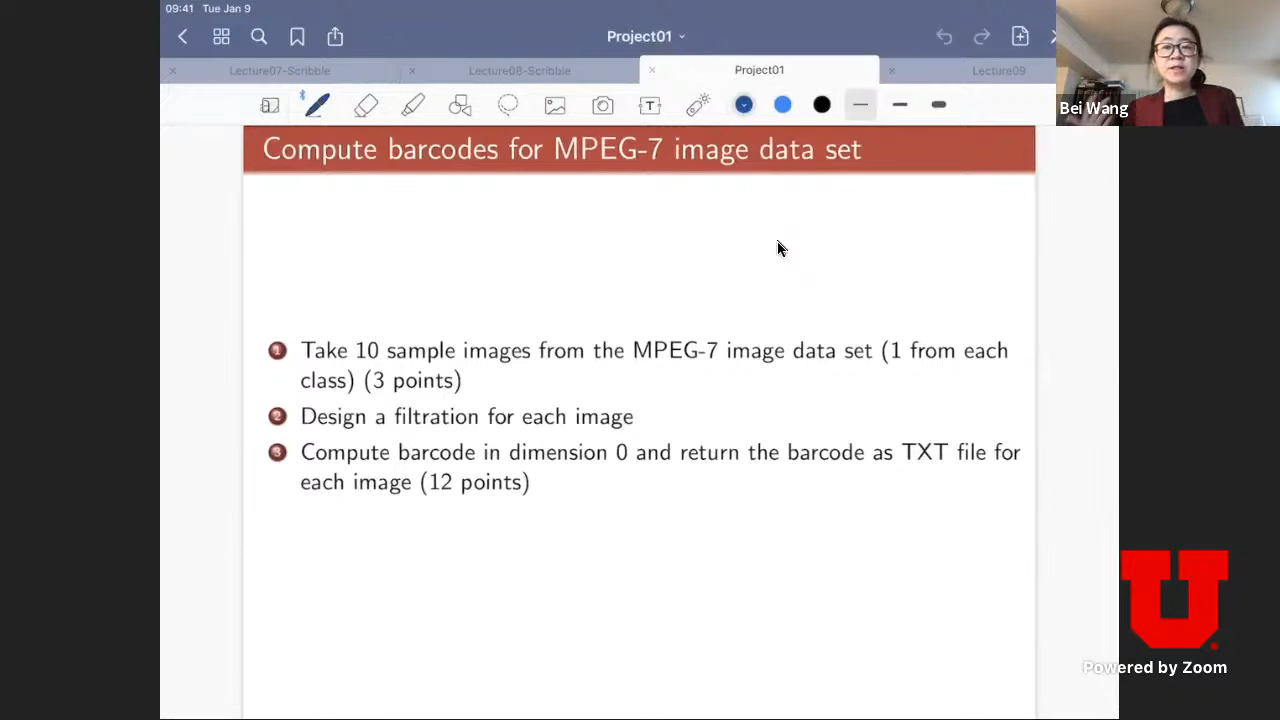 09:41 Tue Jan 9
Project01
Lecture07-Scribble
Lecture08-Scribble
Project01
Lecture09
T
Bei Wang
Compute barcodes for MPEG-7 image data set
1 Take 10 sample images from the MPEG-7 image data set (1 from each
class) (3 points)
2 Design a filtration for each image
3 Compute barcode in dimension 0 and return the barcode as TXT file for
each image (12 points)
U
Powered by Zoom